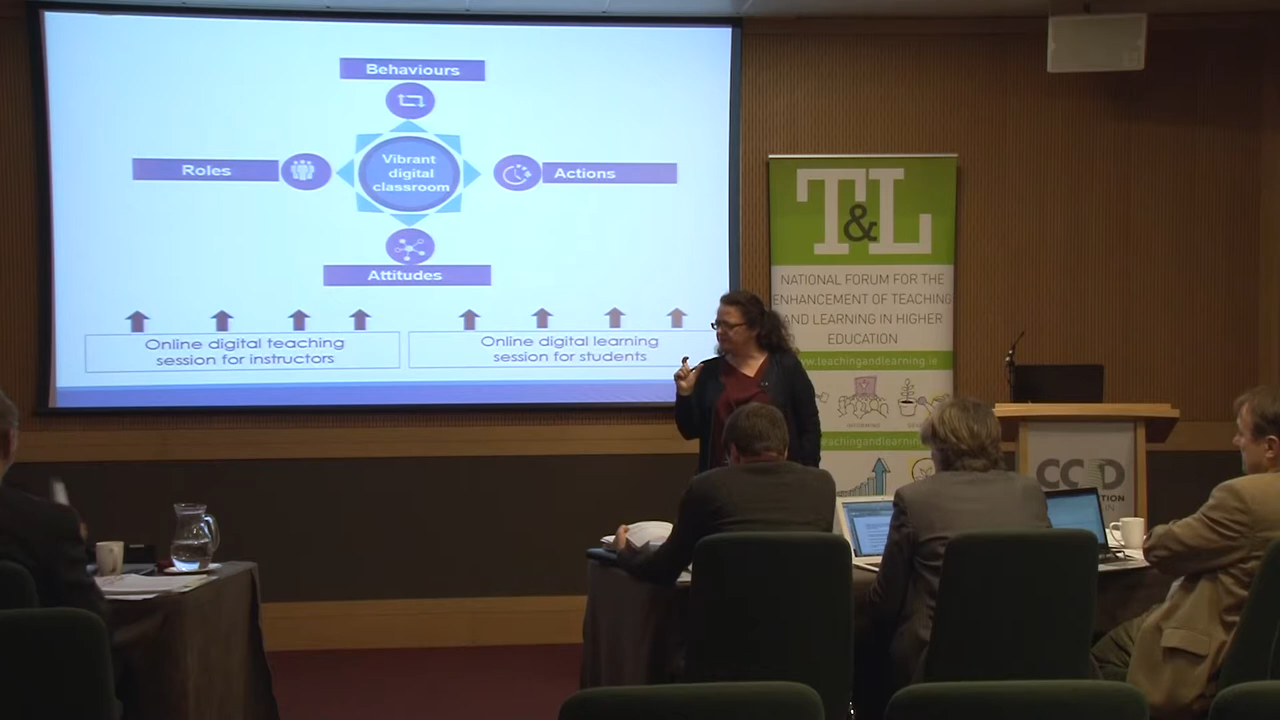 Behaviours
Roles
Vibrant
digital
classroom
Actions
Attitudes
Online digital teaching
session for instructors
Online digital learning
session for students
T&L
NATIONAL FORUM FOR THE
ENHANCEMENT OF TEACHING
AND LEARNING IN HIGHER
EDUCATION
www.teachingandlearning.ie